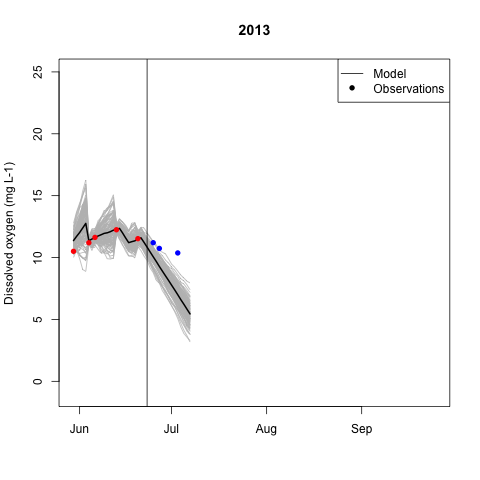 2013
Model
Observations
Dissolved oxygen (mg L-1)
25
20
15
10
5
0
Jun
Jul
Aug
Sep